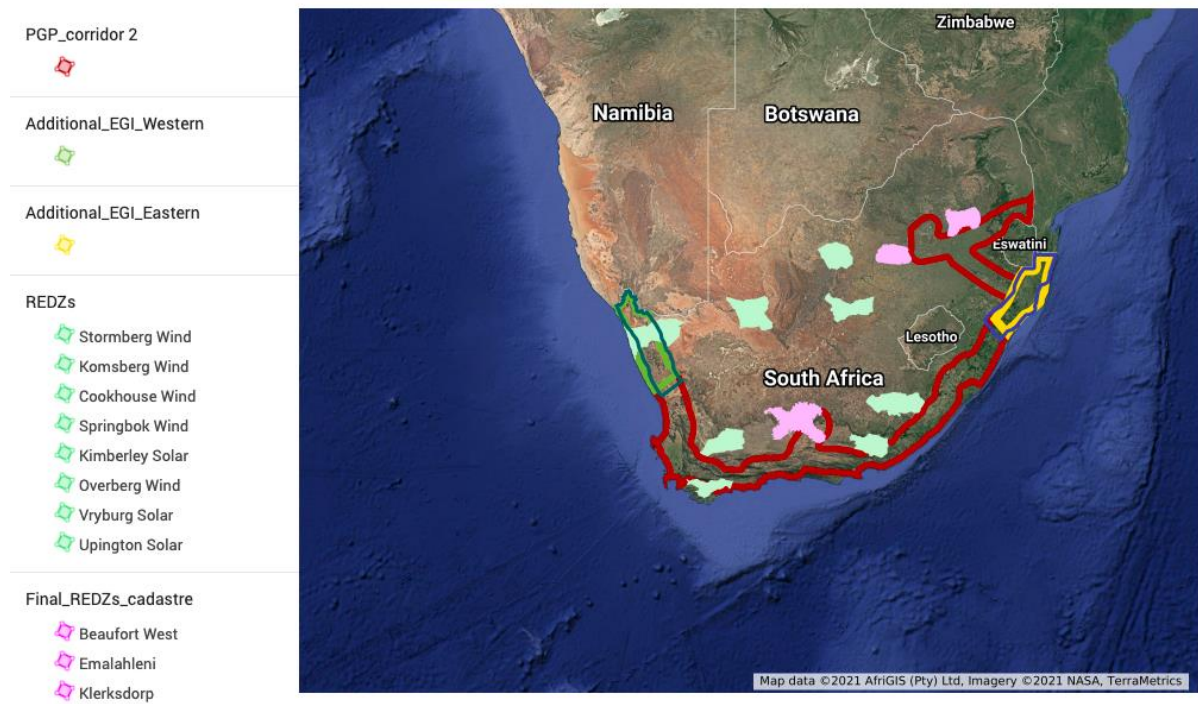 PGP_corridor 2
Additional_EGI_Western
Additional_EGI_Eastern
REDZs
Stormberg Wind
Komsberg Wind
Cookhouse Wind
Springbok Wind
Kimberley Solar
Overberg Wind
Vryburg Solar
Upington Solar
Final_REDZs_cadastre
Beaufort West
Emalahleni
Klerksdorp
Zimbabwe
Namibia
Botswana
Eswatini
Lesotho
South Africa
Map data ©2021 AfriGIS (Pty) Ltd, Imagery ©2021 NASA, TerraMetrics